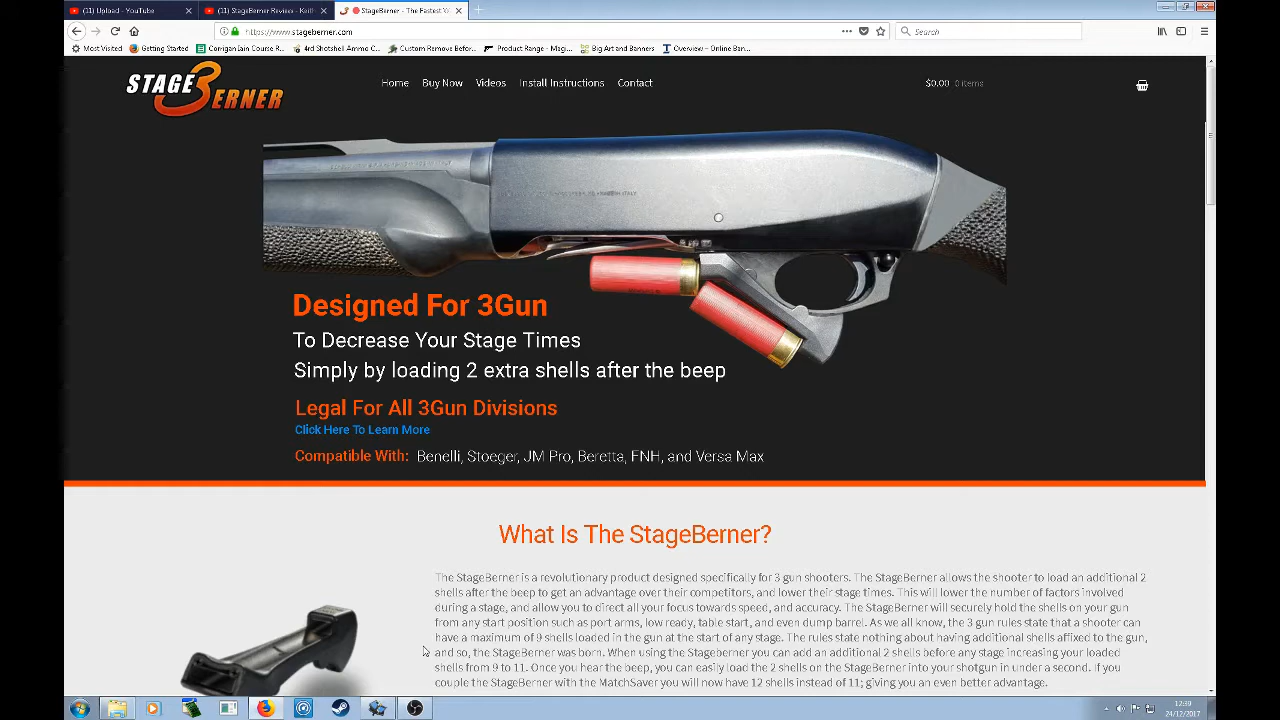 (11) Upload - YouTube
(11) StageBerner Review - Keith
StageBerner - The Fastest
https://www.stageberner.com
Search
Most Visited
Getting Started
Corrigan Iain Course R...
4rd Shotshell Ammo C...
Custom Remove Befor...
Product Range - Magi...
Big Art and Banners
Overview – Online Ban...
STAGE3ERNER
Home
Buy Now
Videos
Install Instructions
Contact
$0.00 0 items
Designed For 3Gun
To Decrease Your Stage Times
Simply by loading 2 extra shells after the beep
Legal For All 3Gun Divisions
Click Here To Learn More
Compatible With: Benelli, Stoeger, JM Pro, Beretta, FNH, and Versa Max
What Is The StageBerner?
The StageBerner is a revolutionary product designed specifically for 3 gun shooters. The StageBerner allows the shooter to load an additional 2
shells after the beep to get an advantage over their competitors, and lower their stage times. This will lower the number of factors involved
during a stage, and allow you to direct all your focus towards speed, and accuracy. The StageBerner will securely hold the shells on your gun
from any start position such as port arms, low ready, table start, and even dump barrel. As we all know, the 3 gun rules state that a shooter can
have a maximum of 9 shells loaded in the gun at the start of any stage. The rules state nothing about having additional shells affixed to the gun,
and so, the StageBerner was born. When using the Stageberner you can add an additional 2 shells before any stage increasing your loaded
shells from 9 to 11. Once you hear the beep, you can easily load the 2 shells on the StageBerner into your shotgun in under a second. If you
couple the StageBerner with the MatchSaver you will now have 12 shells instead of 11; giving you an even better advantage.
12:39
24/12/2017